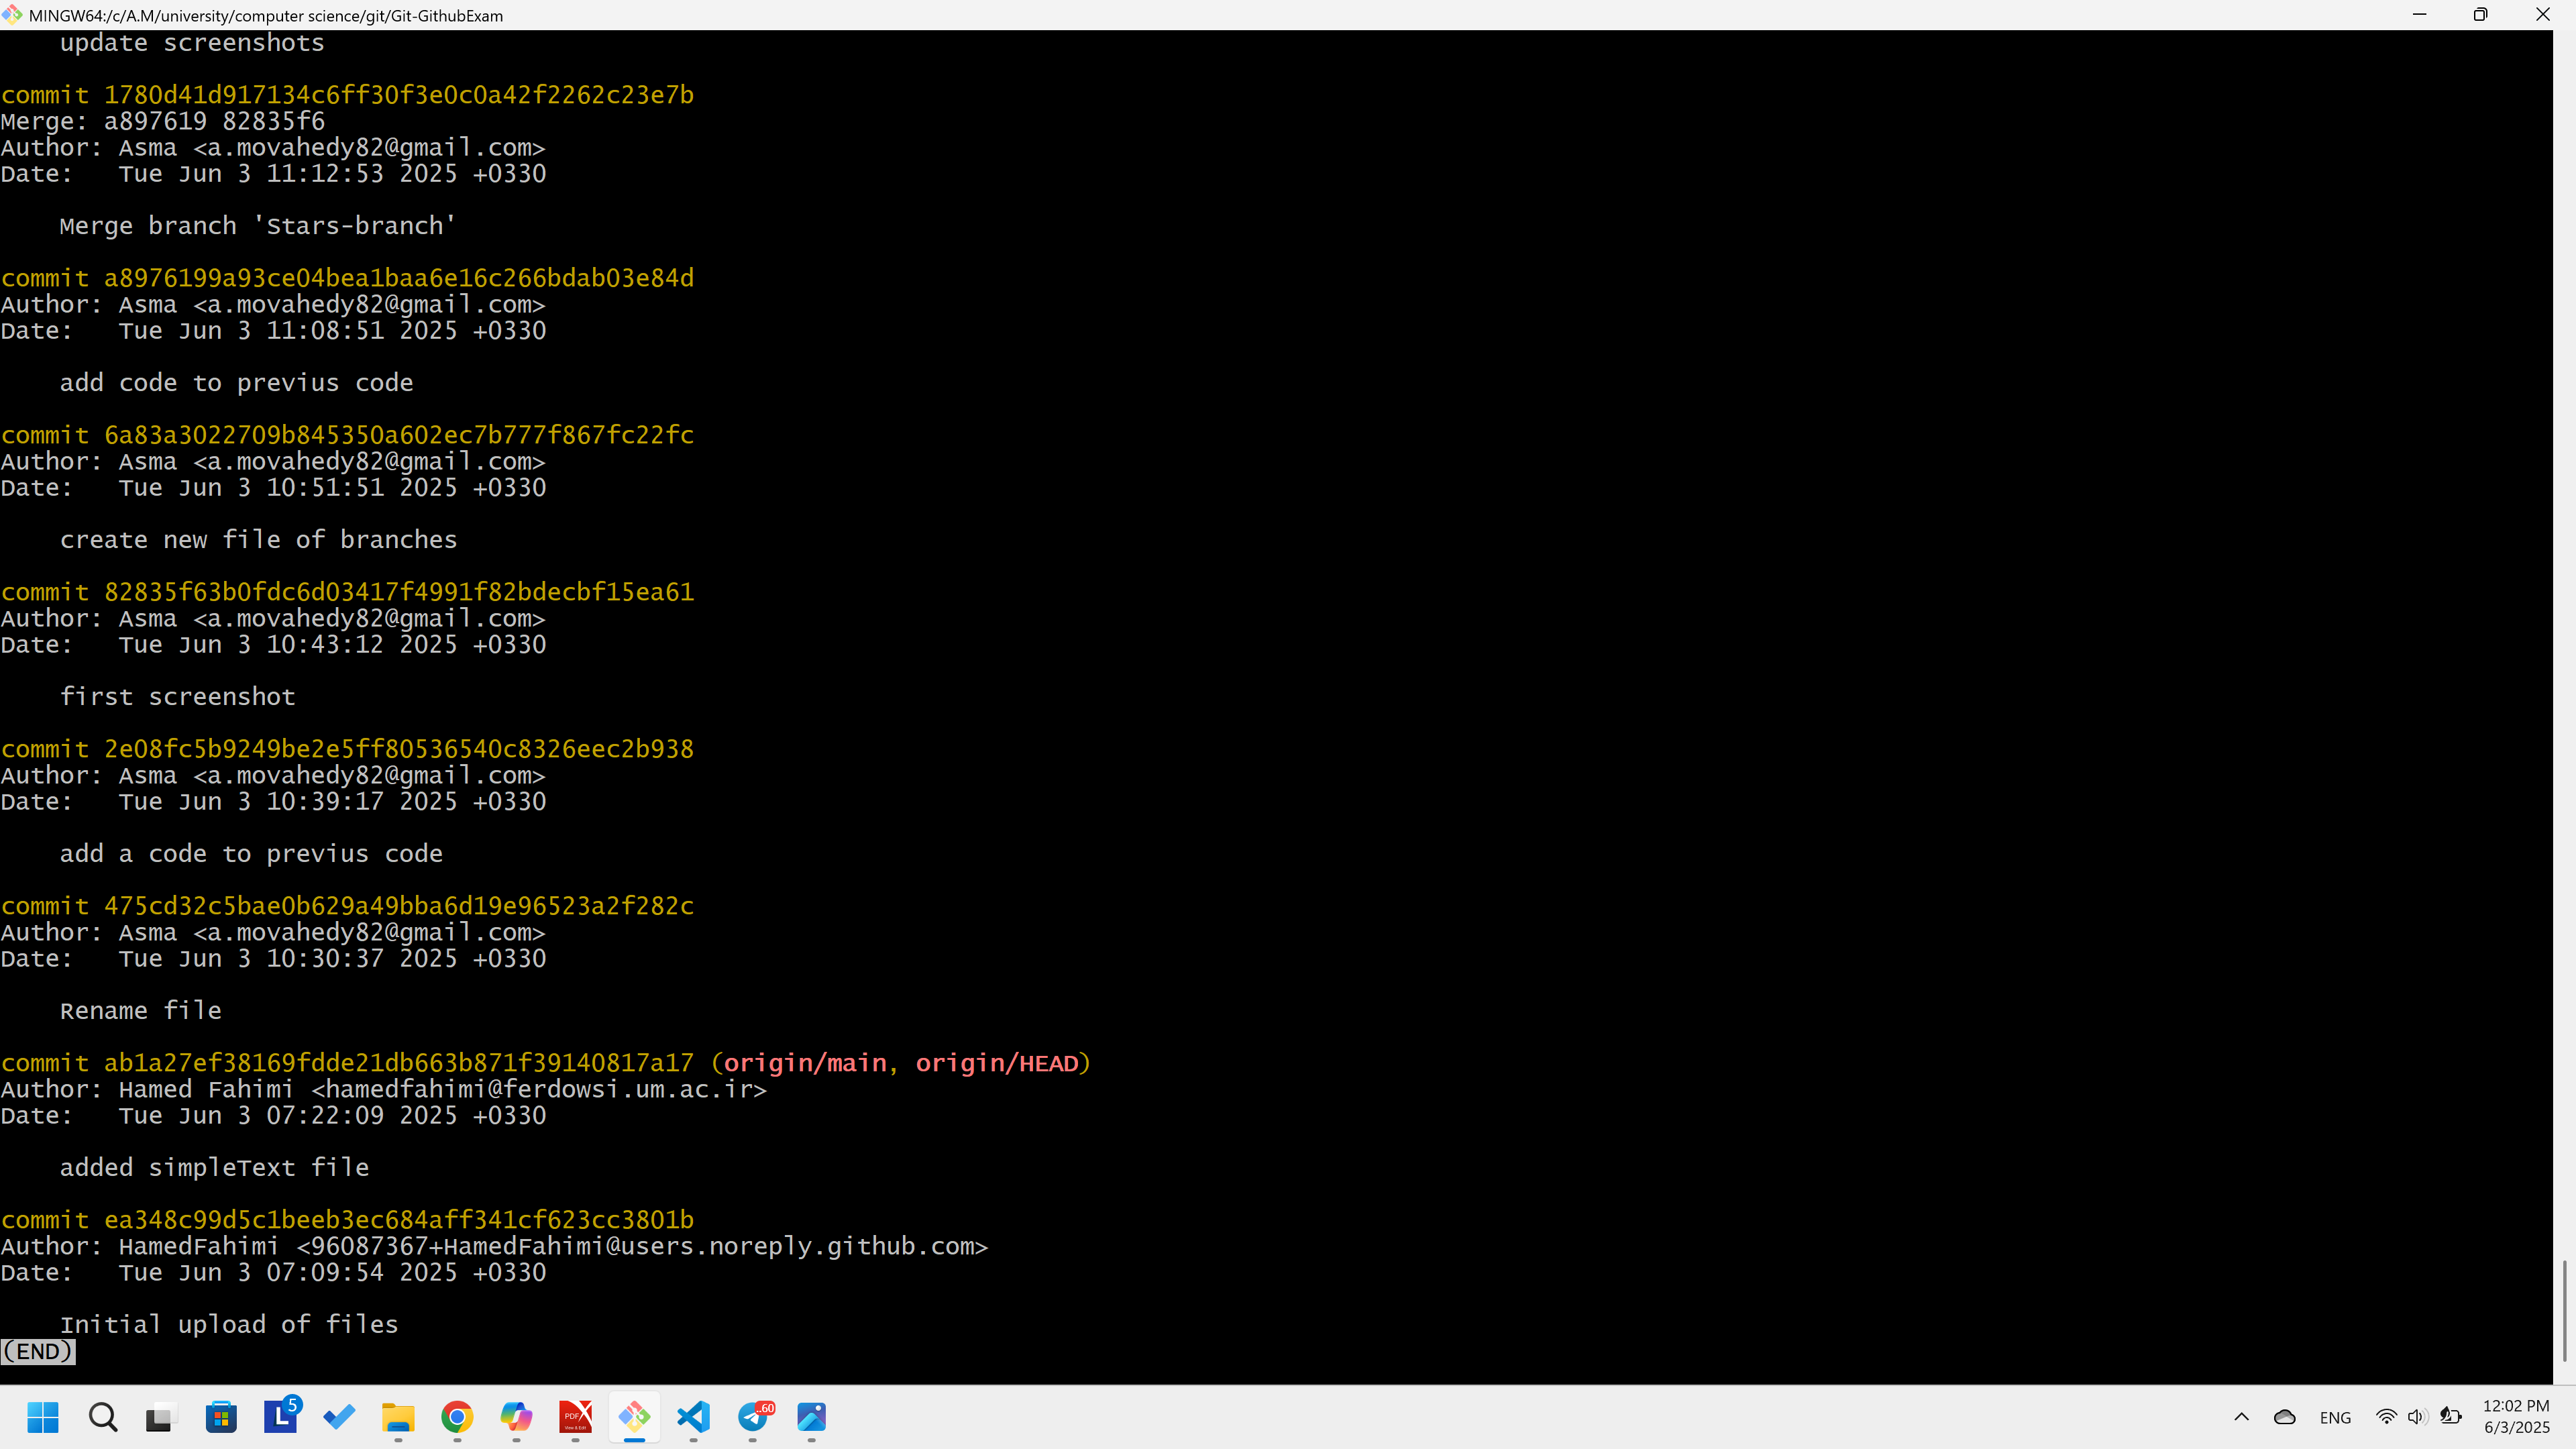 MINGW64:/c/A.M/university/computer science/git/Git-GithubExam
update screenshots
commit 1780d41d917134c6ff30f3e0c0a42f2262c23e7b
Merge: a897619 82835f6
Author: Asma <a.movahedy82@gmail.com>
Date:   Tue Jun 3 11:12:53 2025 +0330
Merge branch 'Stars-branch'
commit a8976199a93ce04bea1baa6e16c266bdab03e84d
Author: Asma <a.movahedy82@gmail.com>
Date:   Tue Jun 3 11:08:51 2025 +0330
add code to previus code
commit 6a83a3022709b845350a602ec7b777f867fc22fc
Author: Asma <a.movahedy82@gmail.com>
Date:   Tue Jun 3 10:51:51 2025 +0330
create new file of branches
commit 82835f63b0fdc6d03417f4991f82bdecbf15ea61
Author: Asma <a.movahedy82@gmail.com>
Date:   Tue Jun 3 10:43:12 2025 +0330
first screenshot
commit 2e08fc5b9249be2e5ff80536540c8326eec2b938
Author: Asma <a.movahedy82@gmail.com>
Date:   Tue Jun 3 10:39:17 2025 +0330
add a code to previus code
commit 475cd32c5bae0b629a49bba6d19e96523a2f282c
Author: Asma <a.movahedy82@gmail.com>
Date:   Tue Jun 3 10:30:37 2025 +0330
Rename file
commit ab1a27ef38169fdde21db663b871f39140817a17 (origin/main, origin/HEAD)
Author: Hamed Fahimi <hamedfahimi@ferdowsi.um.ac.ir>
Date:   Tue Jun 3 07:22:09 2025 +0330
added simpleText file
commit ea348c99d5c1beeb3ec684aff341cf623cc3801b
Author: HamedFahimi <96087367+HamedFahimi@users.noreply.github.com>
Date:   Tue Jun 3 07:09:54 2025 +0330
Initial upload of files
(END)
L 5
PDF
View & Edit
..60
ENG
12:02 PM
6/3/2025